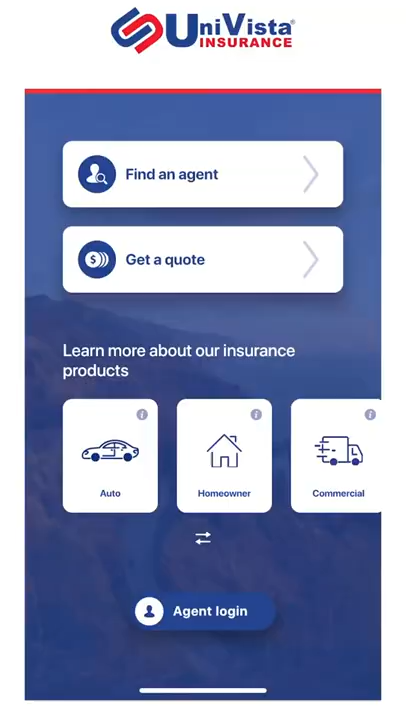 UniVista®
INSURANCE
Find an agent
$
Get a quote
Learn more about our insurance
products
i
i
i
Auto
Homeowner
Commercial
Agent login